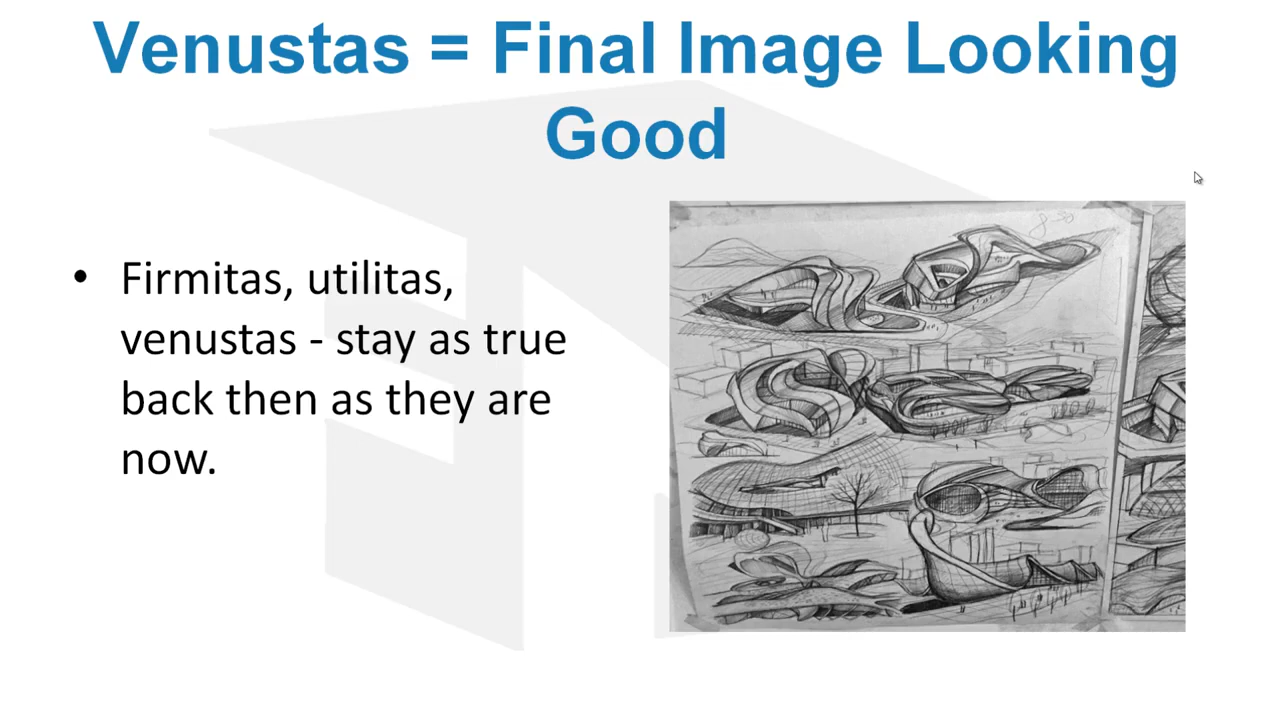 Venustas = Final Image Looking
Good
• Firmitas, utilitas,
venustas - stay as true
back then as they are
now.